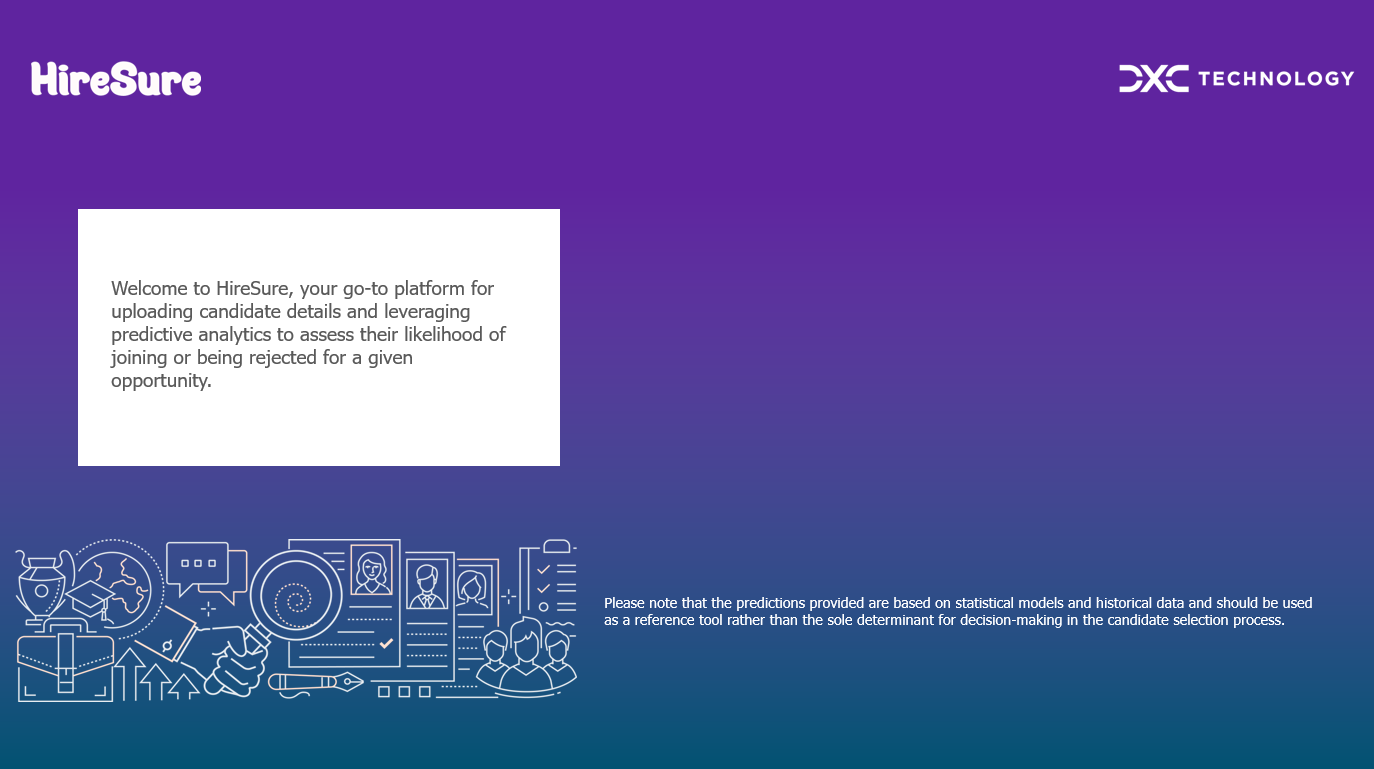 HireSure
DXC TECHNOLOGY
Welcome to HireSure, your go-to platform for
uploading candidate details and leveraging
predictive analytics to assess their likelihood of
joining or being rejected for a given
opportunity.
Please note that the predictions provided are based on statistical models and historical data and should be used
as a reference tool rather than the sole determinant for decision-making in the candidate selection process.